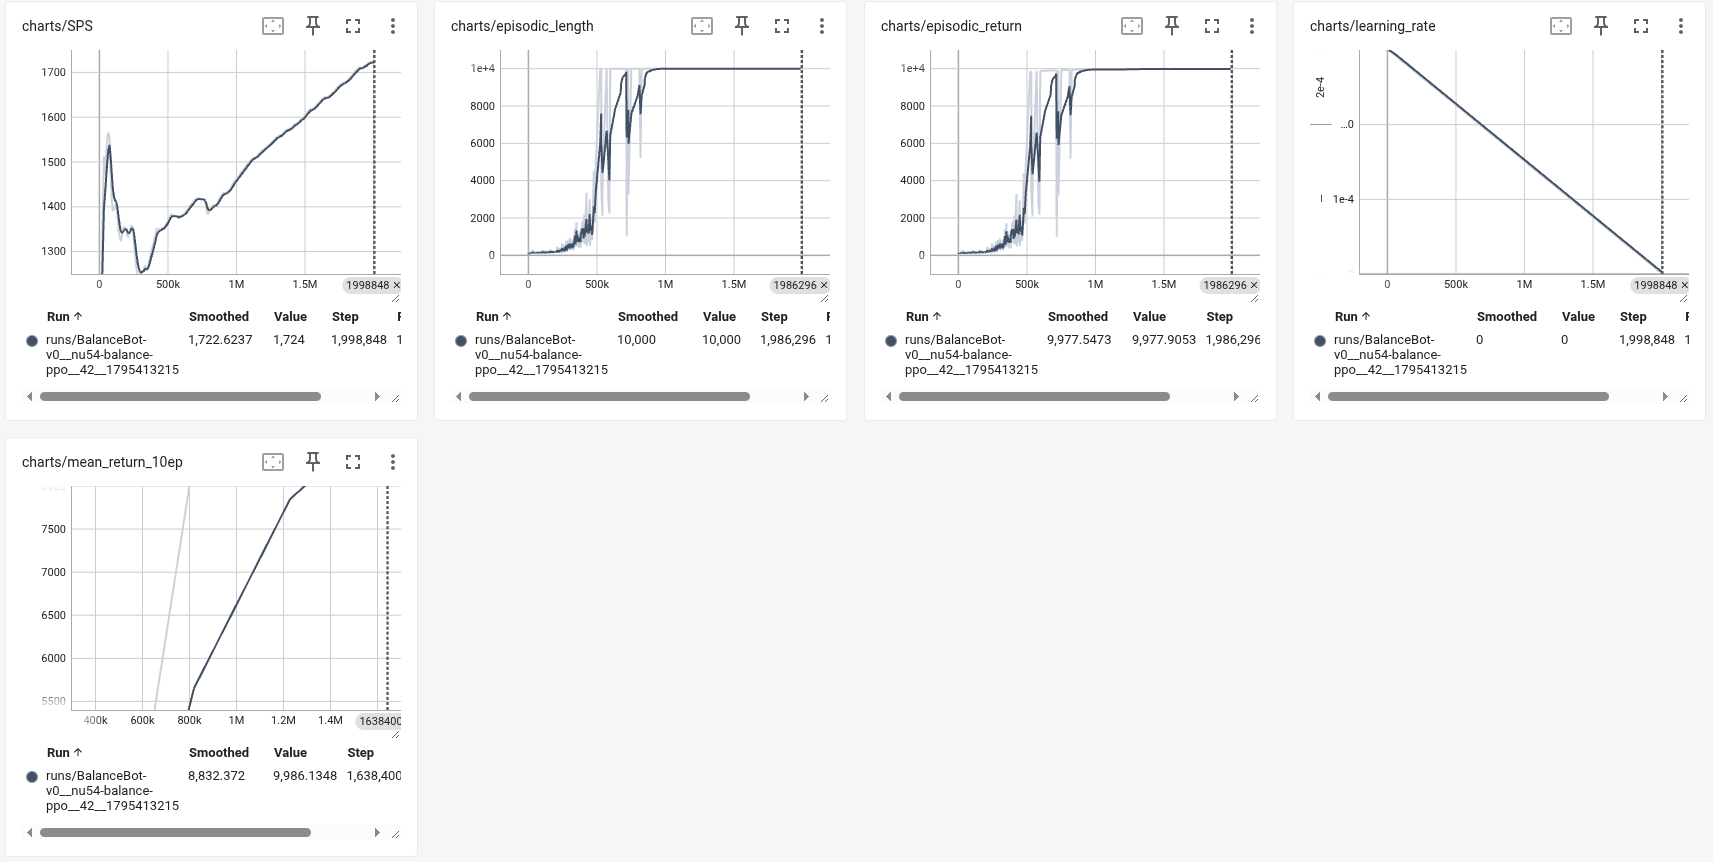 charts/SPS
1700
1600
1500
1400
1300
0 500k 1M 1.5M 1998848 ×
Run ↑ Smoothed Value Step F
runs/BalanceBot- 1,722.6237 1,724 1,998,848 1
v0__nu54-balance-
ppo__42__1795413215
charts/episodic_length
1e+4
8000
6000
4000
2000
0
0 500k 1M 1.5M 1986296 ×
Run ↑ Smoothed Value Step F
runs/BalanceBot- 10,000 10,000 1,986,296 1
v0__nu54-balance-
ppo__42__1795413215
charts/episodic_return
1e+4
8000
6000
4000
2000
0
0 500k 1M 1.5M 1986296 ×
Run ↑ Smoothed Value Step
runs/BalanceBot- 9,977.5473 9,977.9053 1,986,296
v0__nu54-balance-
ppo__42__1795413215
charts/learning_rate
2e-4
…0
1e-4
0 500k 1M 1.5M 1998848 ×
Run ↑ Smoothed Value Step F
runs/BalanceBot- 0 0 1,998,848 1
v0__nu54-balance-
ppo__42__1795413215
charts/mean_return_10ep
7500
7000
6500
6000
5500
400k 600k 800k 1M 1.2M 1.4M 1638400
Run ↑ Smoothed Value Step
runs/BalanceBot- 8,832.372 9,986.1348 1,638,400
v0__nu54-balance-
ppo__42__1795413215